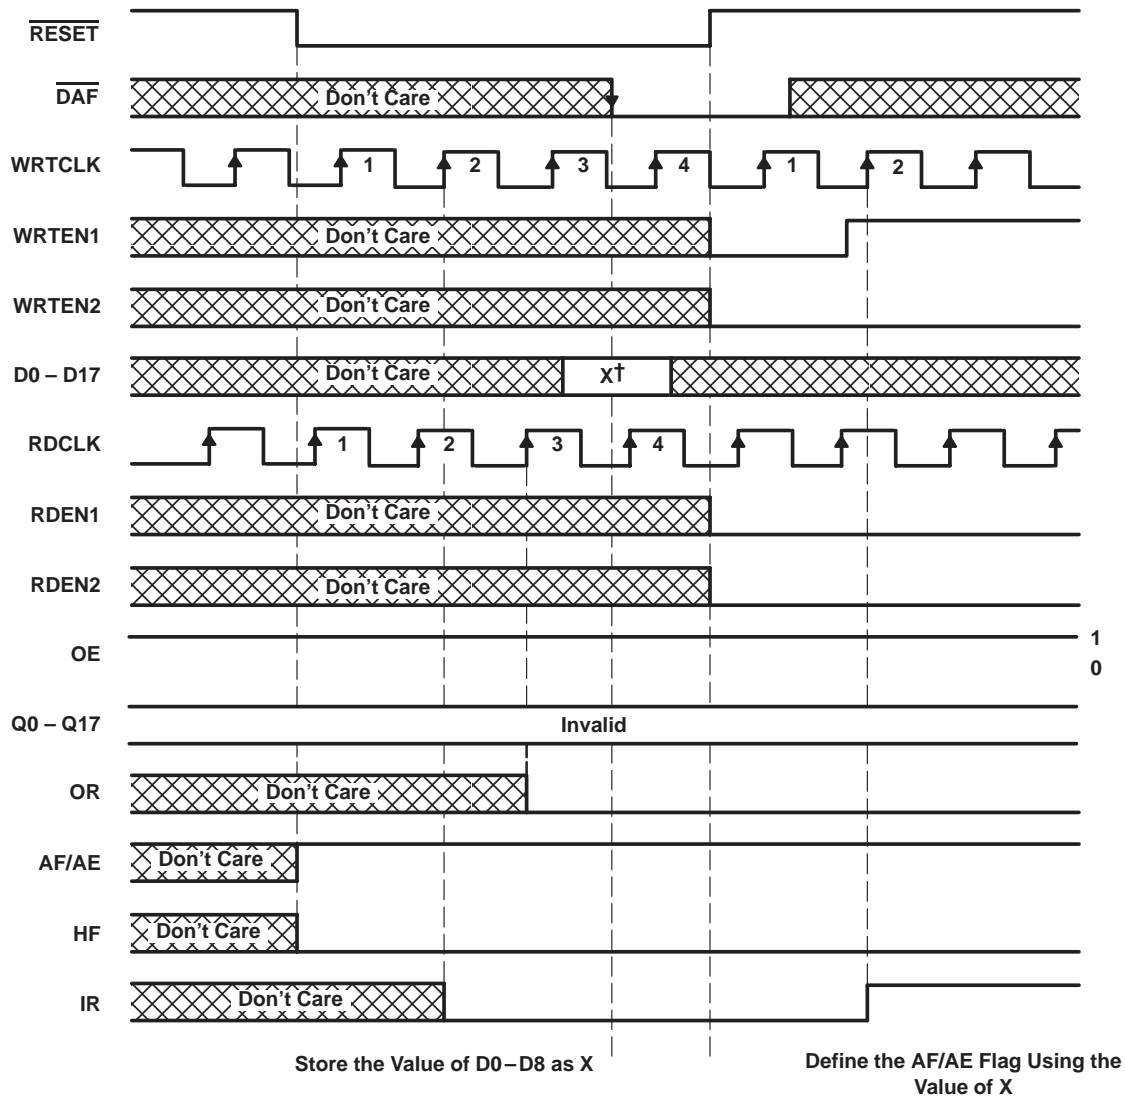 RESET
DAF
Don't Care
WRTCLK
1 2 3 4 1 2
WRTEN1
Don't Care
WRTEN2
Don't Care
D0 – D17
Don't Care
X†
RDCLK
1 2 3 4
RDEN1
Don't Care
RDEN2
Don't Care
OE
1
0
Q0 – Q17
Invalid
OR
Don't Care
AF/AE
Don't Care
HF
Don't Care
IR
Don't Care
Store the Value of D0–D8 as X
Define the AF/AE Flag Using the
Value of X